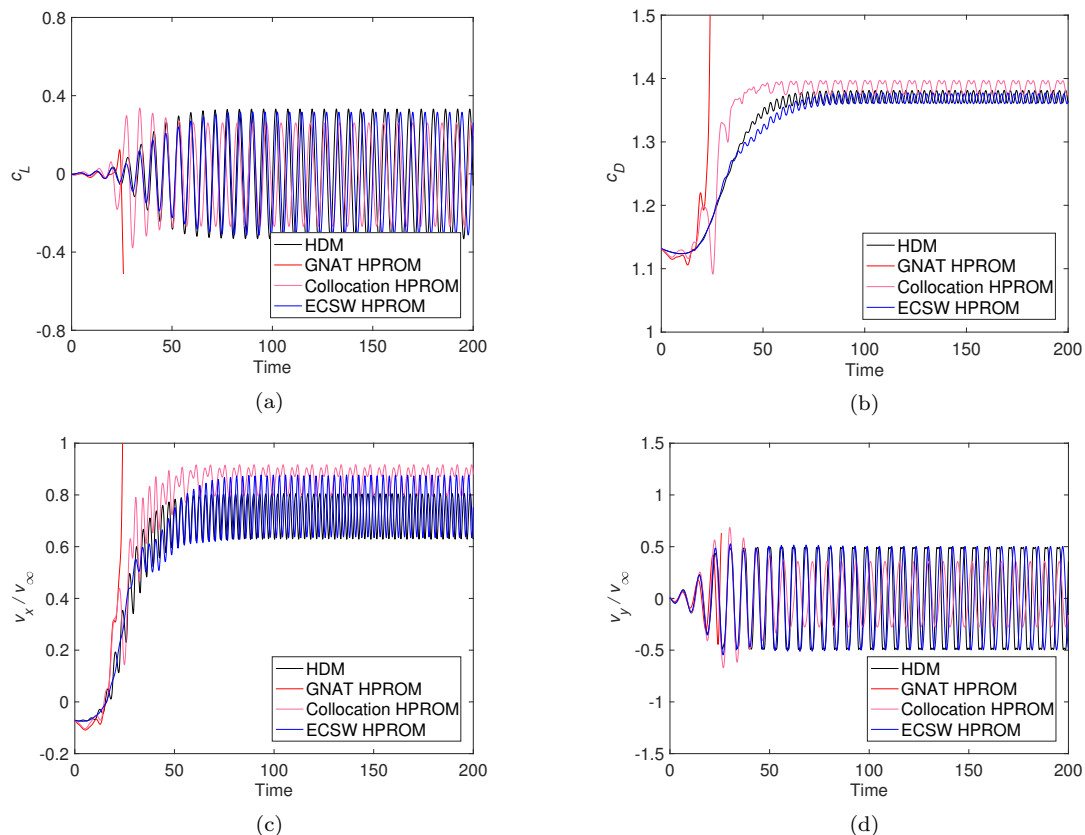 0.8
0.4
0
-0.4
-0.8
c_L
HDM
GNAT HPROM
Collocation HPROM
ECSW HPROM
0 50 100 150 200
Time
(a)
1.5
1.4
1.3
1.2
1.1
1
c_D
HDM
GNAT HPROM
Collocation HPROM
ECSW HPROM
0 50 100 150 200
Time
(b)
1
0.8
0.6
0.4
0.2
0
-0.2
v_x / v_∞
HDM
GNAT HPROM
Collocation HPROM
ECSW HPROM
0 50 100 150 200
Time
(c)
1.5
1
0.5
0
-0.5
-1
-1.5
v_y / v_∞
HDM
GNAT HPROM
Collocation HPROM
ECSW HPROM
0 50 100 150 200
Time
(d)